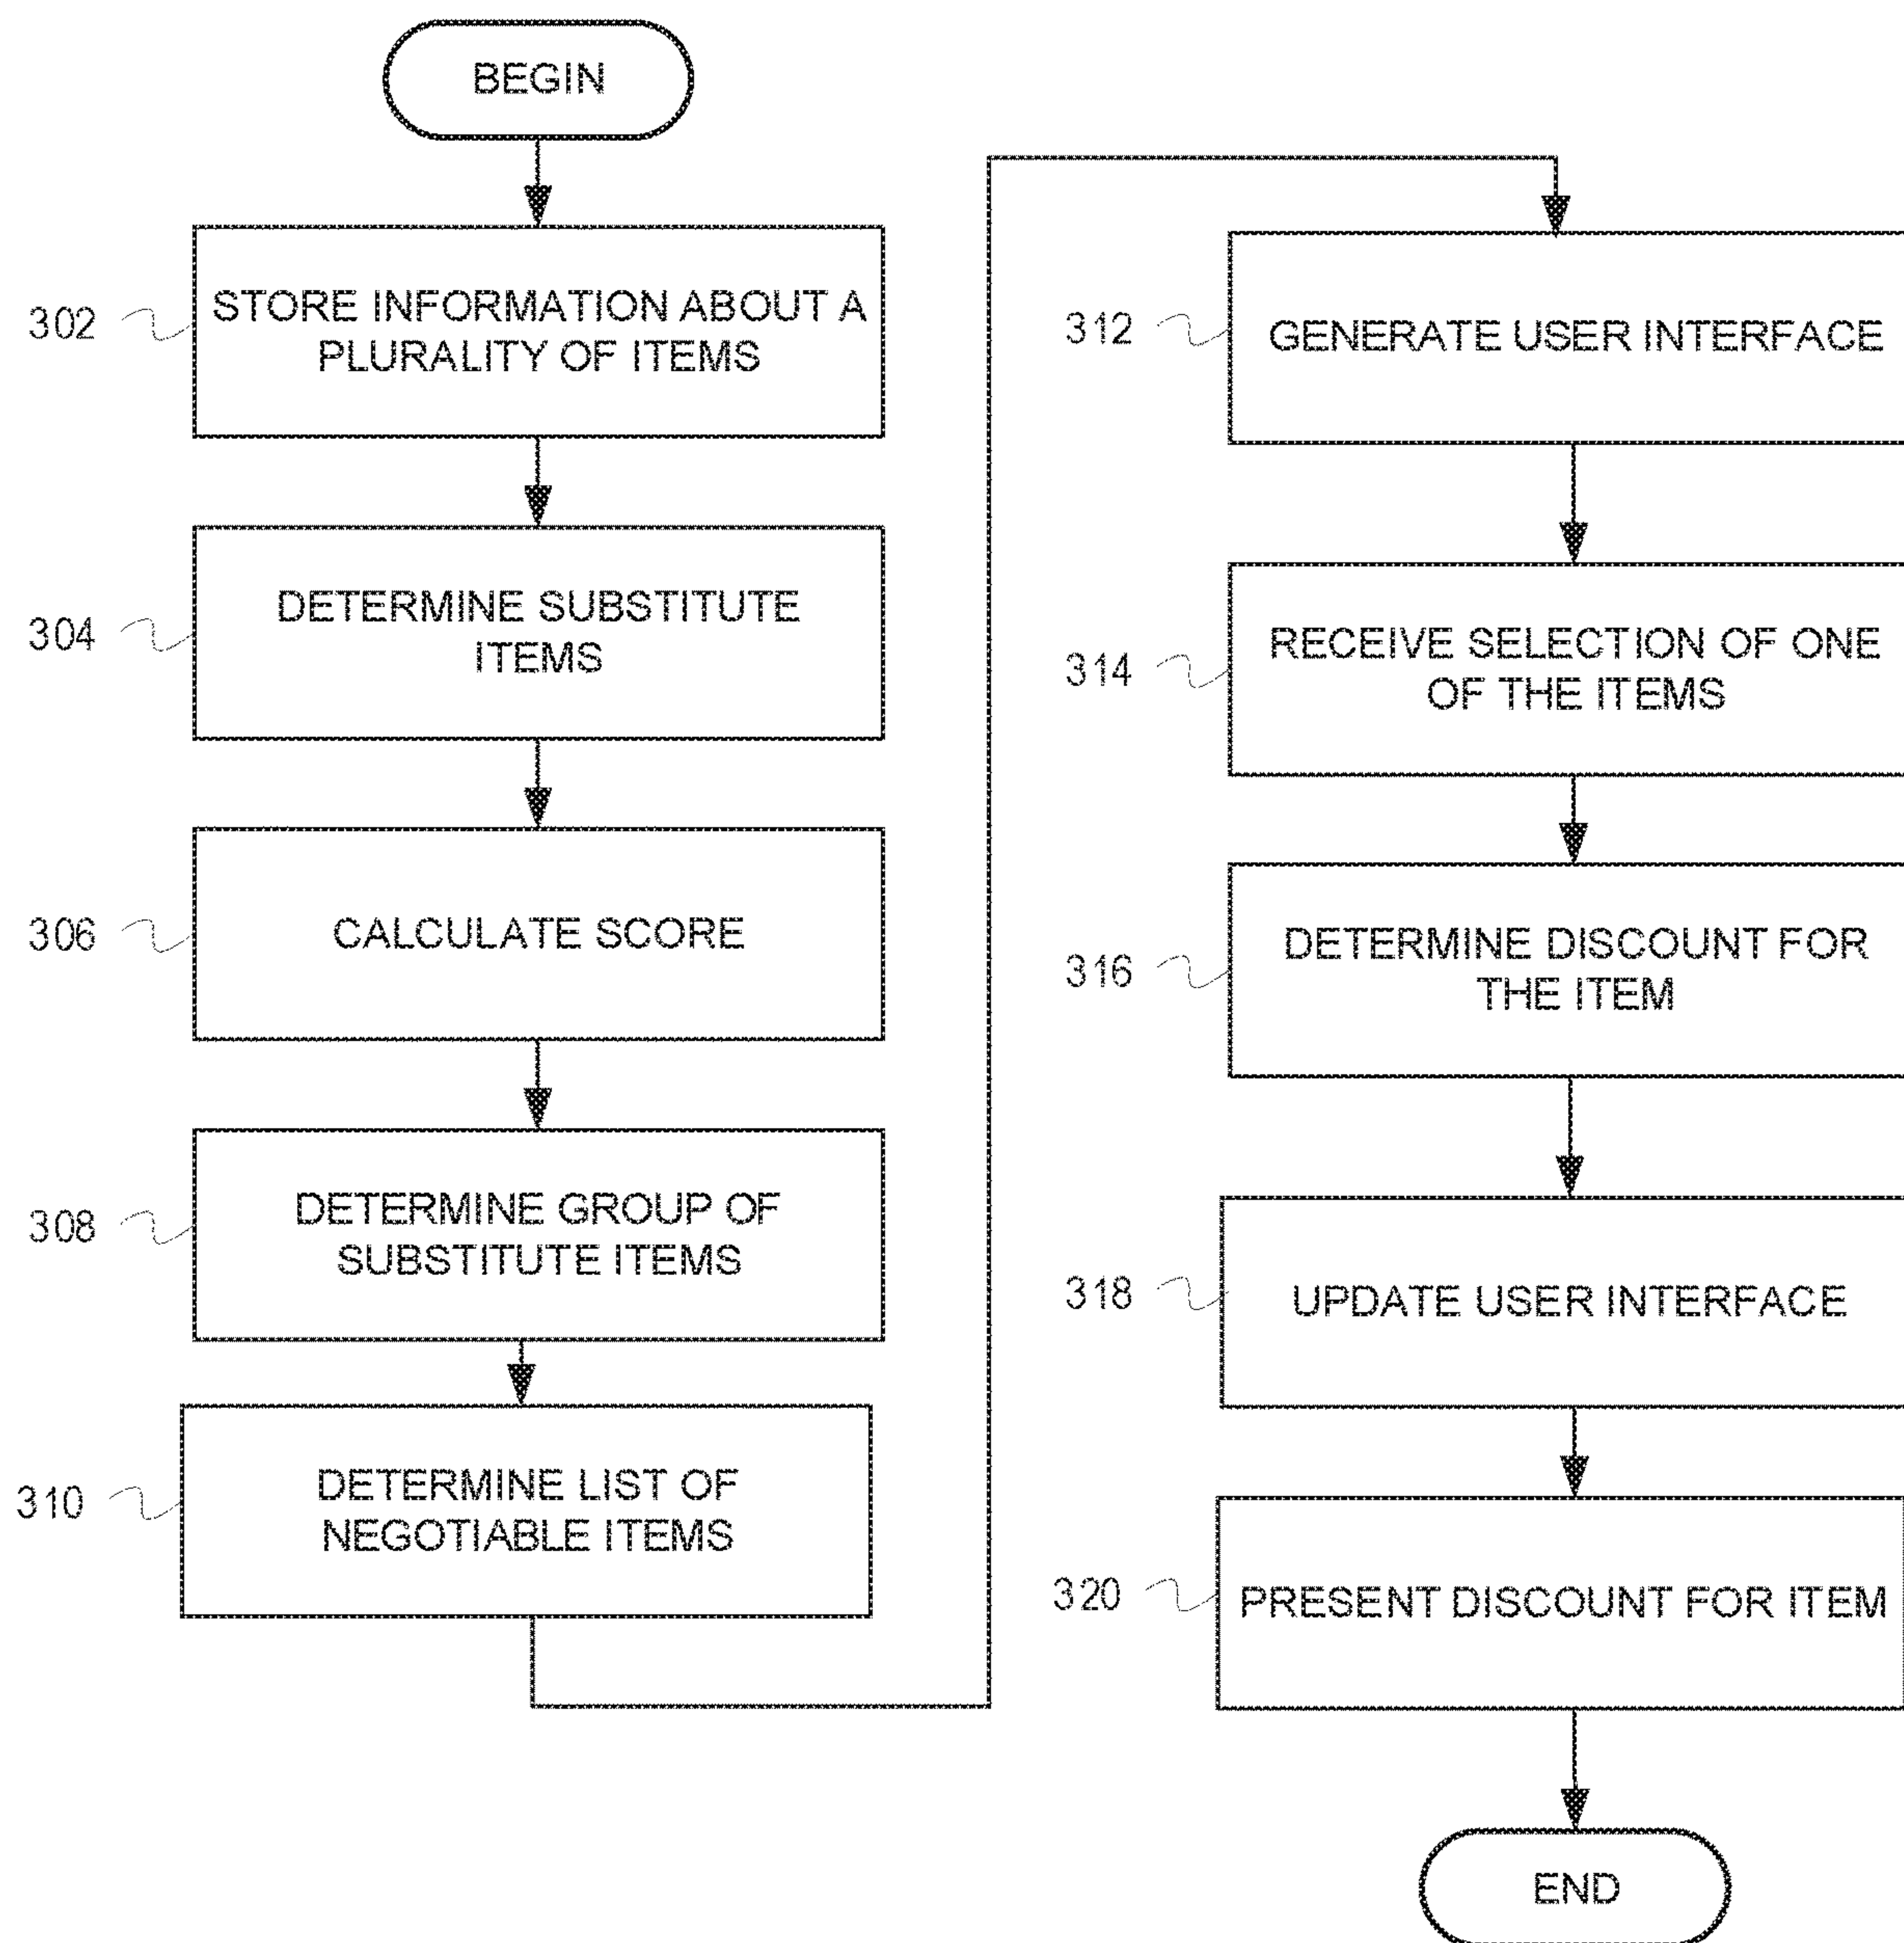 BEGIN
302
STORE INFORMATION ABOUT A
PLURALITY OF ITEMS
304
DETERMINE SUBSTITUTE
ITEMS
306
CALCULATE SCORE
308
DETERMINE GROUP OF
SUBSTITUTE ITEMS
310
DETERMINE LIST OF
NEGOTIABLE ITEMS
312
GENERATE USER INTERFACE
314
RECEIVE SELECTION OF ONE
OF THE ITEMS
316
DETERMINE DISCOUNT FOR
THE ITEM
318
UPDATE USER INTERFACE
320
PRESENT DISCOUNT FOR ITEM
END